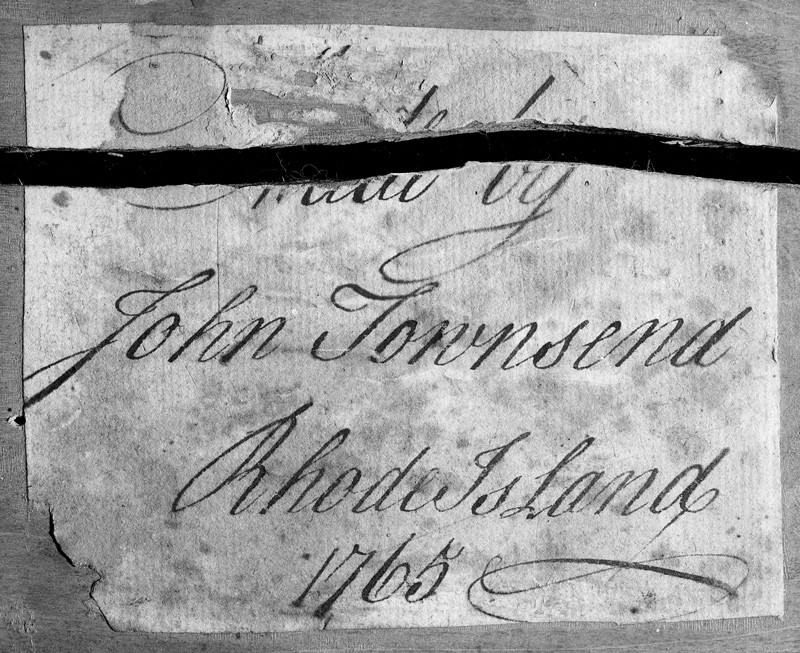 Made by
John Townsend
Rhode Island
1765